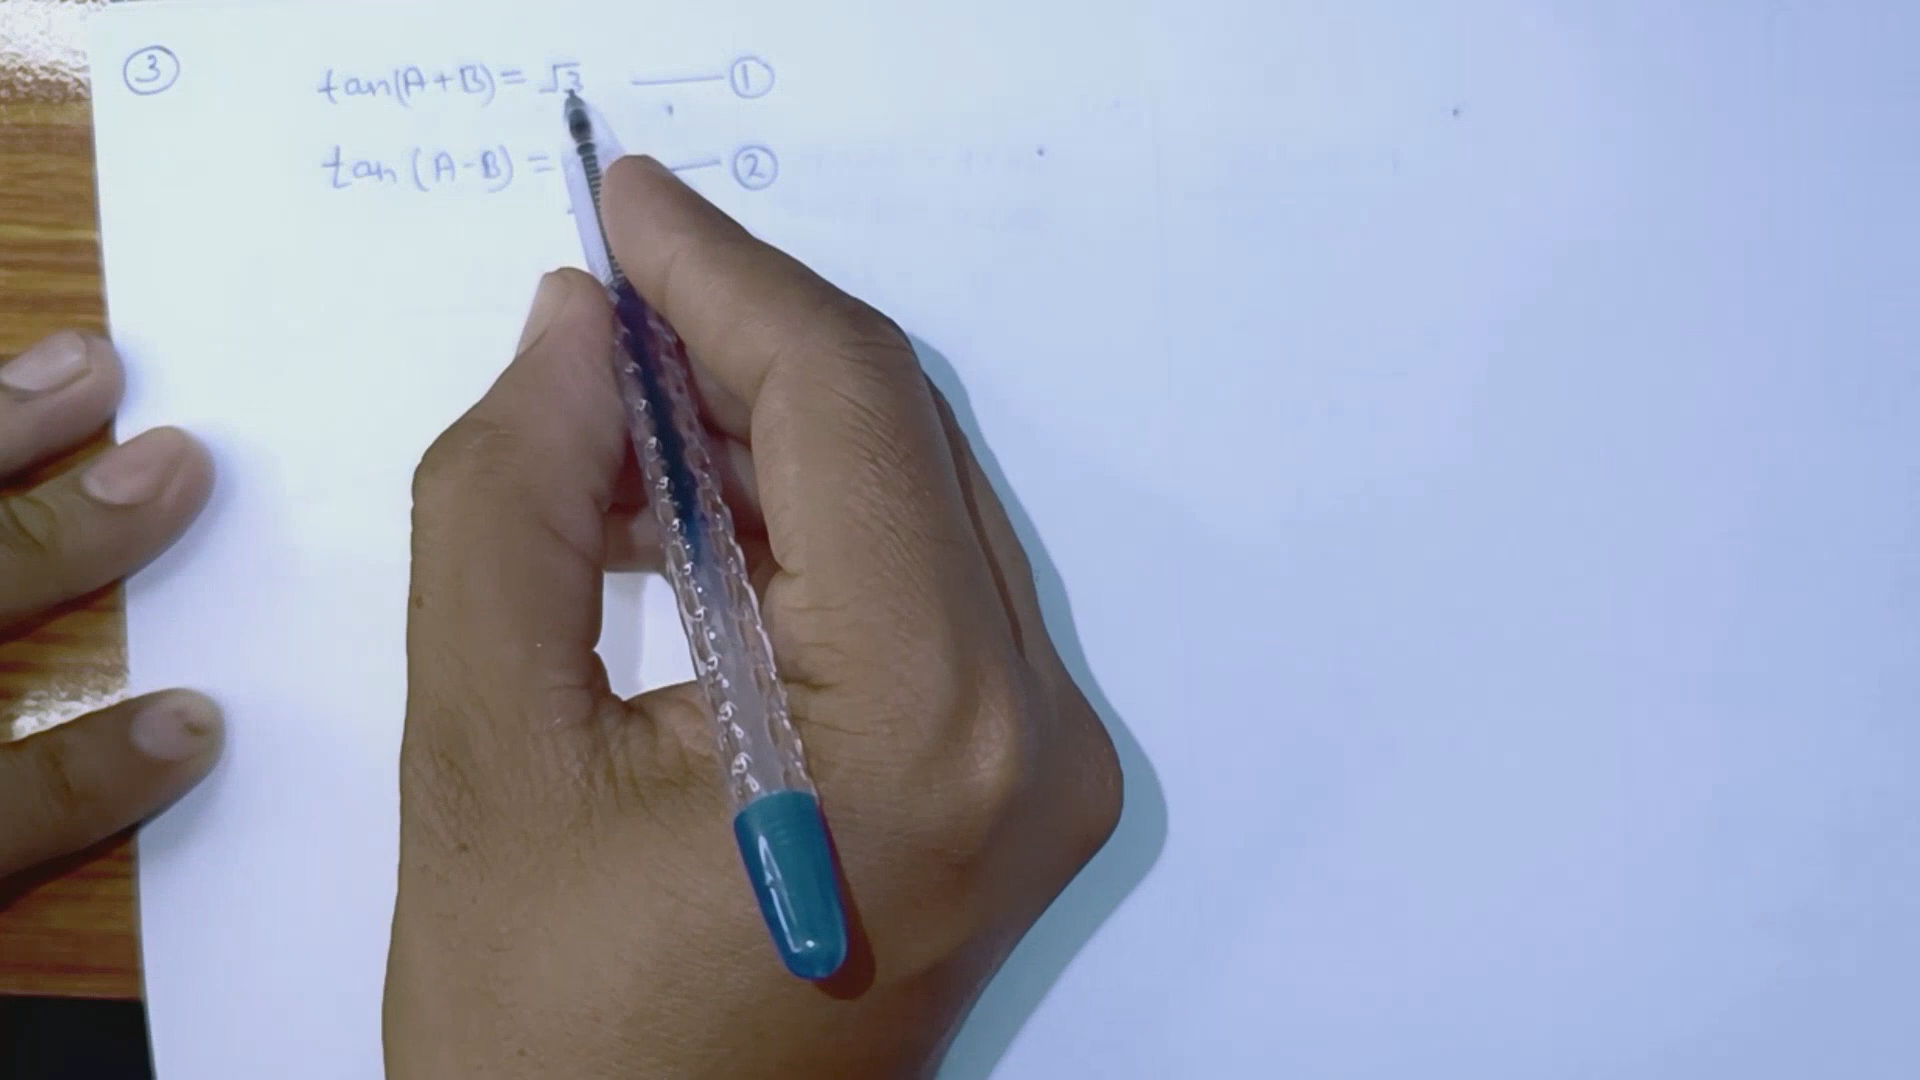 ③ tan(A+B) = √3 —— ①
tan (A-B) = —— ②